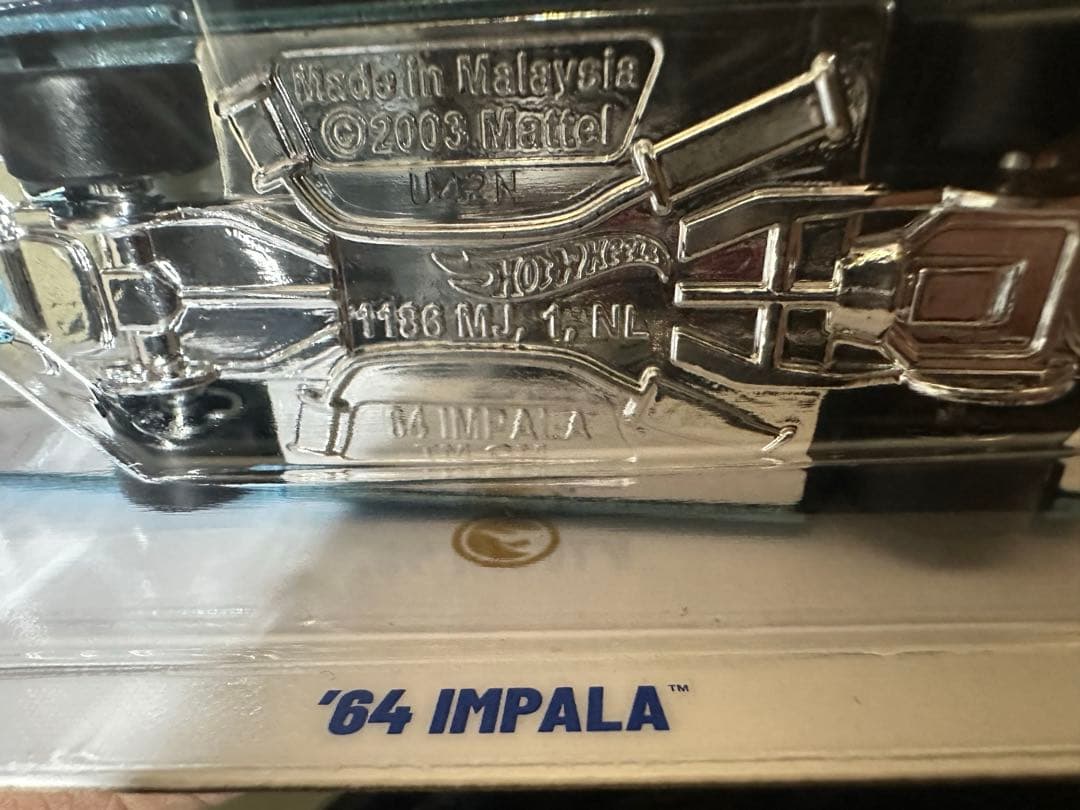 Made in Malaysia
©2003 Mattel
U42N
Hot Wheels
1186 MJ, 1, NL
'64 IMPALA
'64 IMPALA™